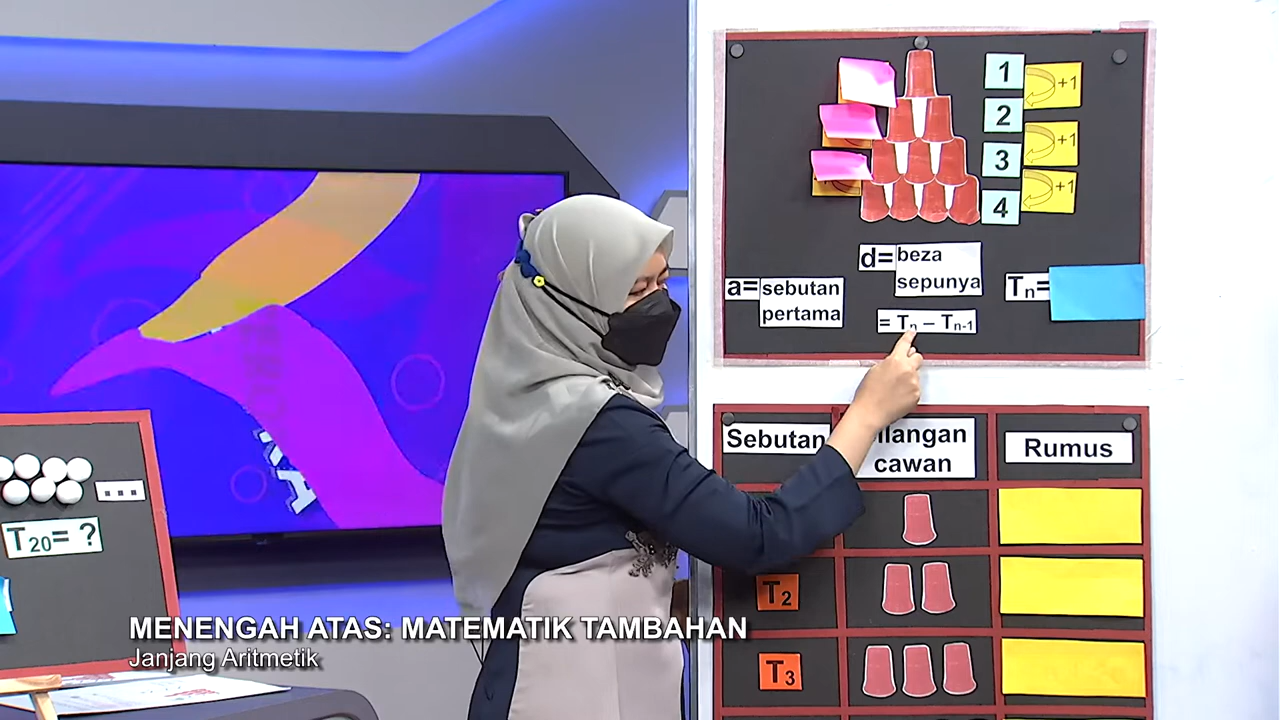 1
+1
2
+1
3
+1
4
d= beza
sepunya
a= sebutan
pertama
Tn=
= Tn – Tn-1
Sebutan
cawan
Rumus
T2
T3
...
T20= ?
MENENGAH ATAS: MATEMATIK TAMBAHAN
Janjang Aritmetik